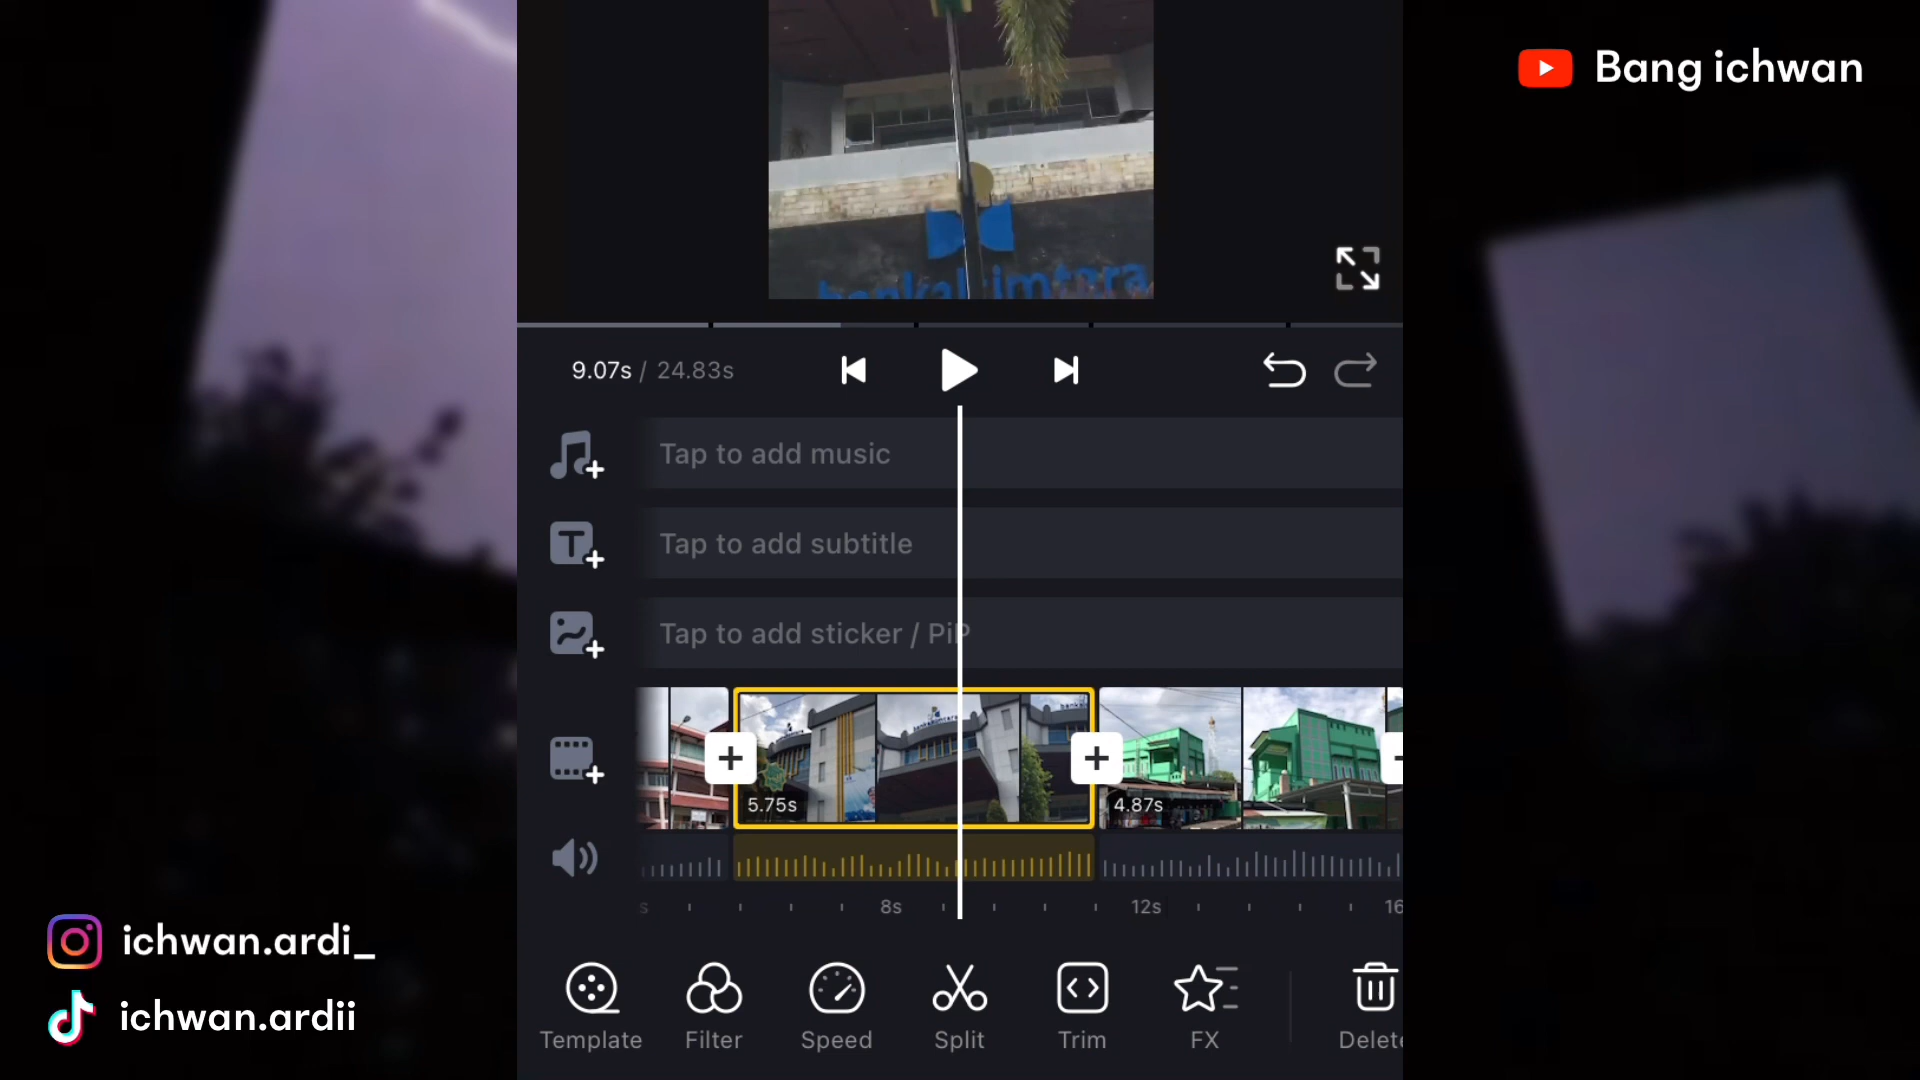 Bang ichwan
bankaltimtara
9.07s / 24.83s
Tap to add music
Tap to add subtitle
Tap to add sticker / PiP
5.75s
4.87s
s
8s
12s
16
Template
Filter
Speed
Split
Trim
FX
Delete
ichwan.ardi_
ichwan.ardii